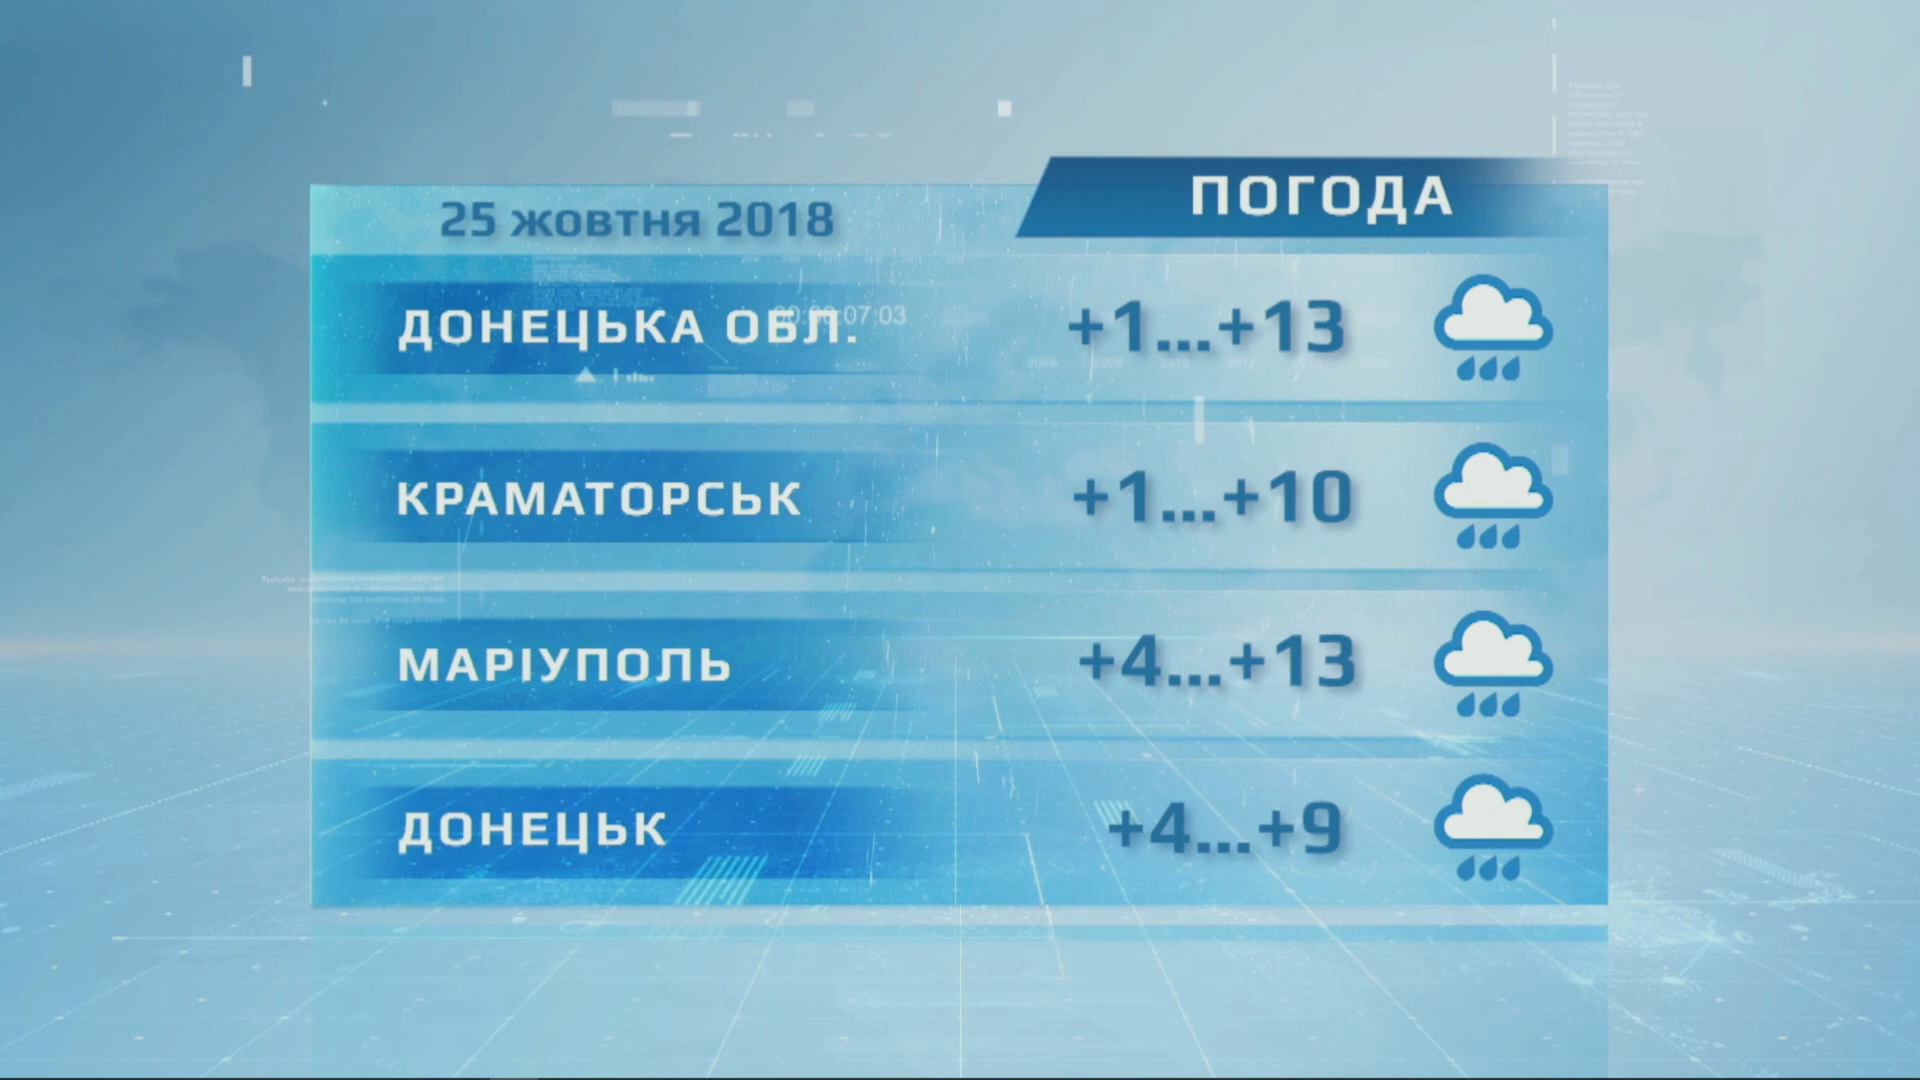 ПОГОДА
25 жовтня 2018
ДОНЕЦЬКА ОБЛ. +1...+13
КРАМАТОРСЬК +1...+10
МАРІУПОЛЬ +4...+13
ДОНЕЦЬК +4...+9